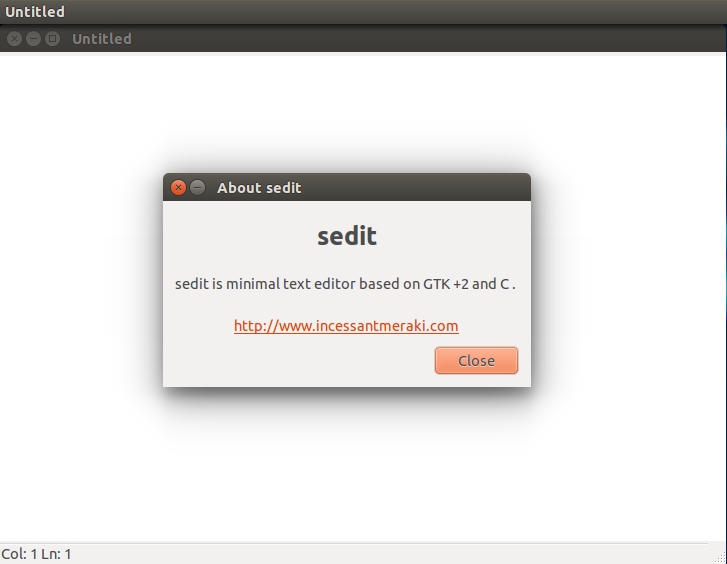 Untitled
Untitled
About sedit
sedit
sedit is minimal text editor based on GTK +2 and C .
http://www.incessantmeraki.com
Close
Col: 1 Ln: 1